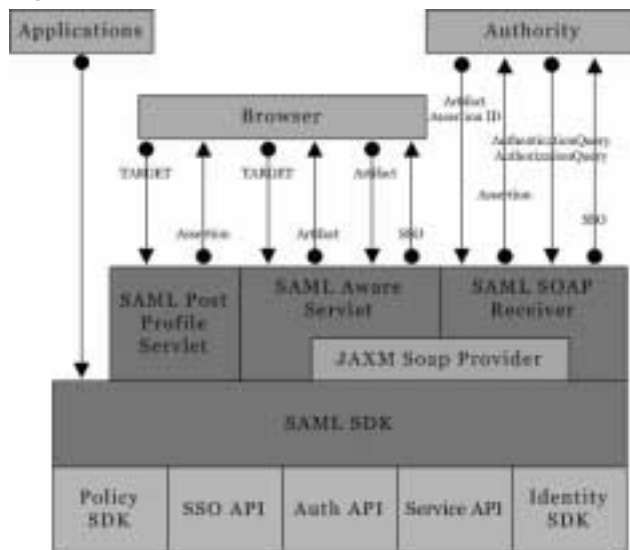 Applications
Authority
Browser
Artifact
Assertion ID
TARGET
TARGET
Artifact
AuthenticationQuery
AuthorizationQuery
Assertion
Assertion
Artifact
SSO
SSO
SAML Post
Profile
Servlet
SAML Aware
Servlet
SAML SOAP
Receiver
JAXM Soap Provider
SAML SDK
Policy
SDK
SSO API
Auth API
Service API
Identity
SDK